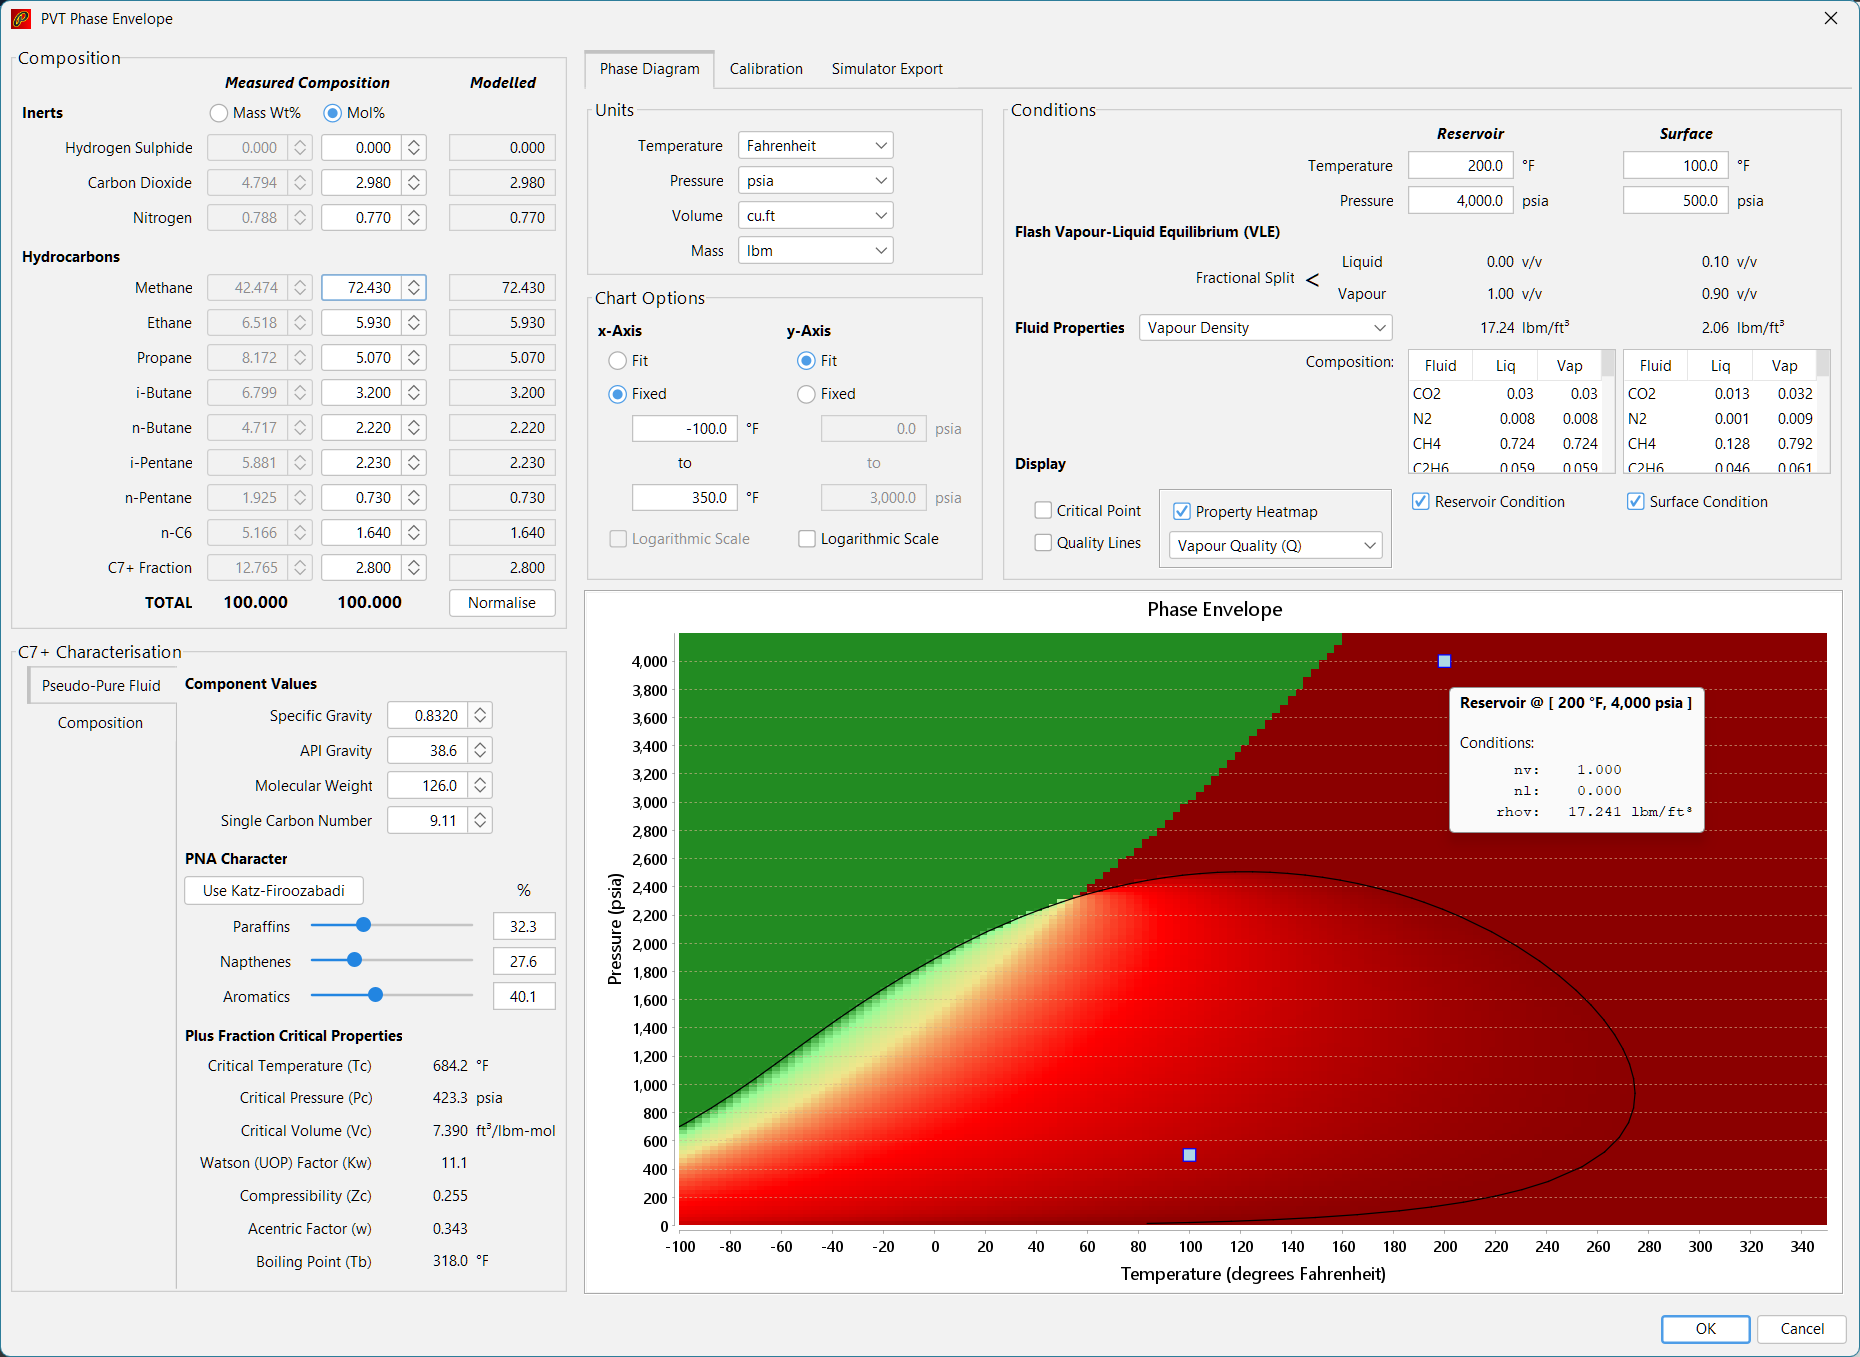 PVT Phase Envelope
Composition
Measured Composition Modelled
Inerts Mass Wt% Mol%
Hydrogen Sulphide 0.000 0.000 0.000
Carbon Dioxide 4.794 2.980 2.980
Nitrogen 0.788 0.770 0.770
Hydrocarbons
Methane 42.474 72.430 72.430
Ethane 6.518 5.930 5.930
Propane 8.172 5.070 5.070
i-Butane 6.799 3.200 3.200
n-Butane 4.717 2.220 2.220
i-Pentane 5.881 2.230 2.230
n-Pentane 1.925 0.730 0.730
n-C6 5.166 1.640 1.640
C7+ Fraction 12.765 2.800 2.800
TOTAL 100.000 100.000 Normalise
C7+ Characterisation
Pseudo-Pure Fluid
Composition
Component Values
Specific Gravity 0.8320
API Gravity 38.6
Molecular Weight 126.0
Single Carbon Number 9.11
PNA Character
Use Katz-Firoozabadi %
Paraffins 32.3
Napthenes 27.6
Aromatics 40.1
Plus Fraction Critical Properties
Critical Temperature (Tc) 684.2 °F
Critical Pressure (Pc) 423.3 psia
Critical Volume (Vc) 7.390 ft³/lbm-mol
Watson (UOP) Factor (Kw) 11.1
Compressibility (Zc) 0.255
Acentric Factor (w) 0.343
Boiling Point (Tb) 318.0 °F
Phase Diagram Calibration Simulator Export
Units
Temperature Fahrenheit
Pressure psia
Volume cu.ft
Mass lbm
Chart Options
x-Axis y-Axis
Fit Fit
Fixed Fixed
-100.0 °F 0.0 psia
to to
350.0 °F 3,000.0 psia
Logarithmic Scale Logarithmic Scale
Conditions
Reservoir Surface
Temperature 200.0 °F 100.0 °F
Pressure 4,000.0 psia 500.0 psia
Flash Vapour-Liquid Equilibrium (VLE)
Fractional Split < Liquid 0.00 v/v 0.10 v/v
Vapour 1.00 v/v 0.90 v/v
Fluid Properties Vapour Density 17.24 lbm/ft³ 2.06 lbm/ft³
Composition:
Fluid Liq Vap Fluid Liq Vap
CO2 0.03 0.03 CO2 0.013 0.032
N2 0.008 0.008 N2 0.001 0.009
CH4 0.724 0.724 CH4 0.128 0.792
C2H6 0.059 0.059 C2H6 0.046 0.061
Display
Critical Point Property Heatmap Reservoir Condition Surface Condition
Quality Lines Vapour Quality (Q)
Phase Envelope
Pressure (psia)
4,000
3,800
3,600
3,400
3,200
3,000
2,800
2,600
2,400
2,200
2,000
1,800
1,600
1,400
1,200
1,000
800
600
400
200
0
Reservoir @ [ 200 °F, 4,000 psia ]
Conditions:
nv: 1.000
nl: 0.000
rhov: 17.241 lbm/ft³
-100 -80 -60 -40 -20 0 20 40 60 80 100 120 140 160 180 200 220 240 260 280 300 320 340
Temperature (degrees Fahrenheit)
OK Cancel